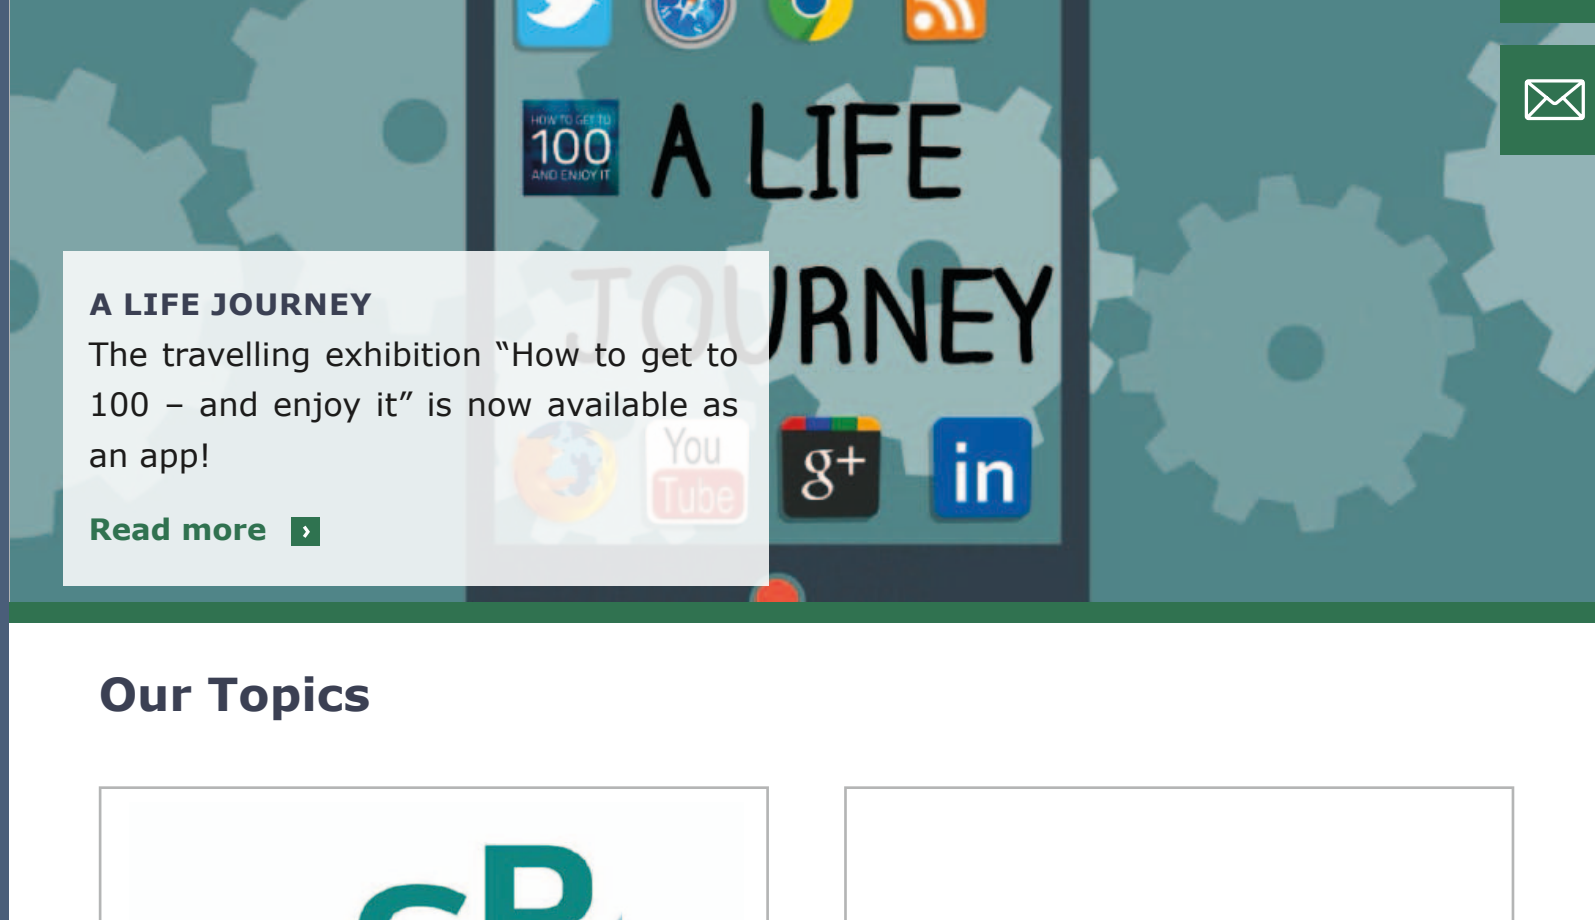 HOW TO GET TO
100
AND ENJOY IT
A LIFE
JOURNEY
A LIFE JOURNEY
The travelling exhibition “How to get to
100 – and enjoy it” is now available as
an app!
You
Tube
g+
in
Read more
Our Topics